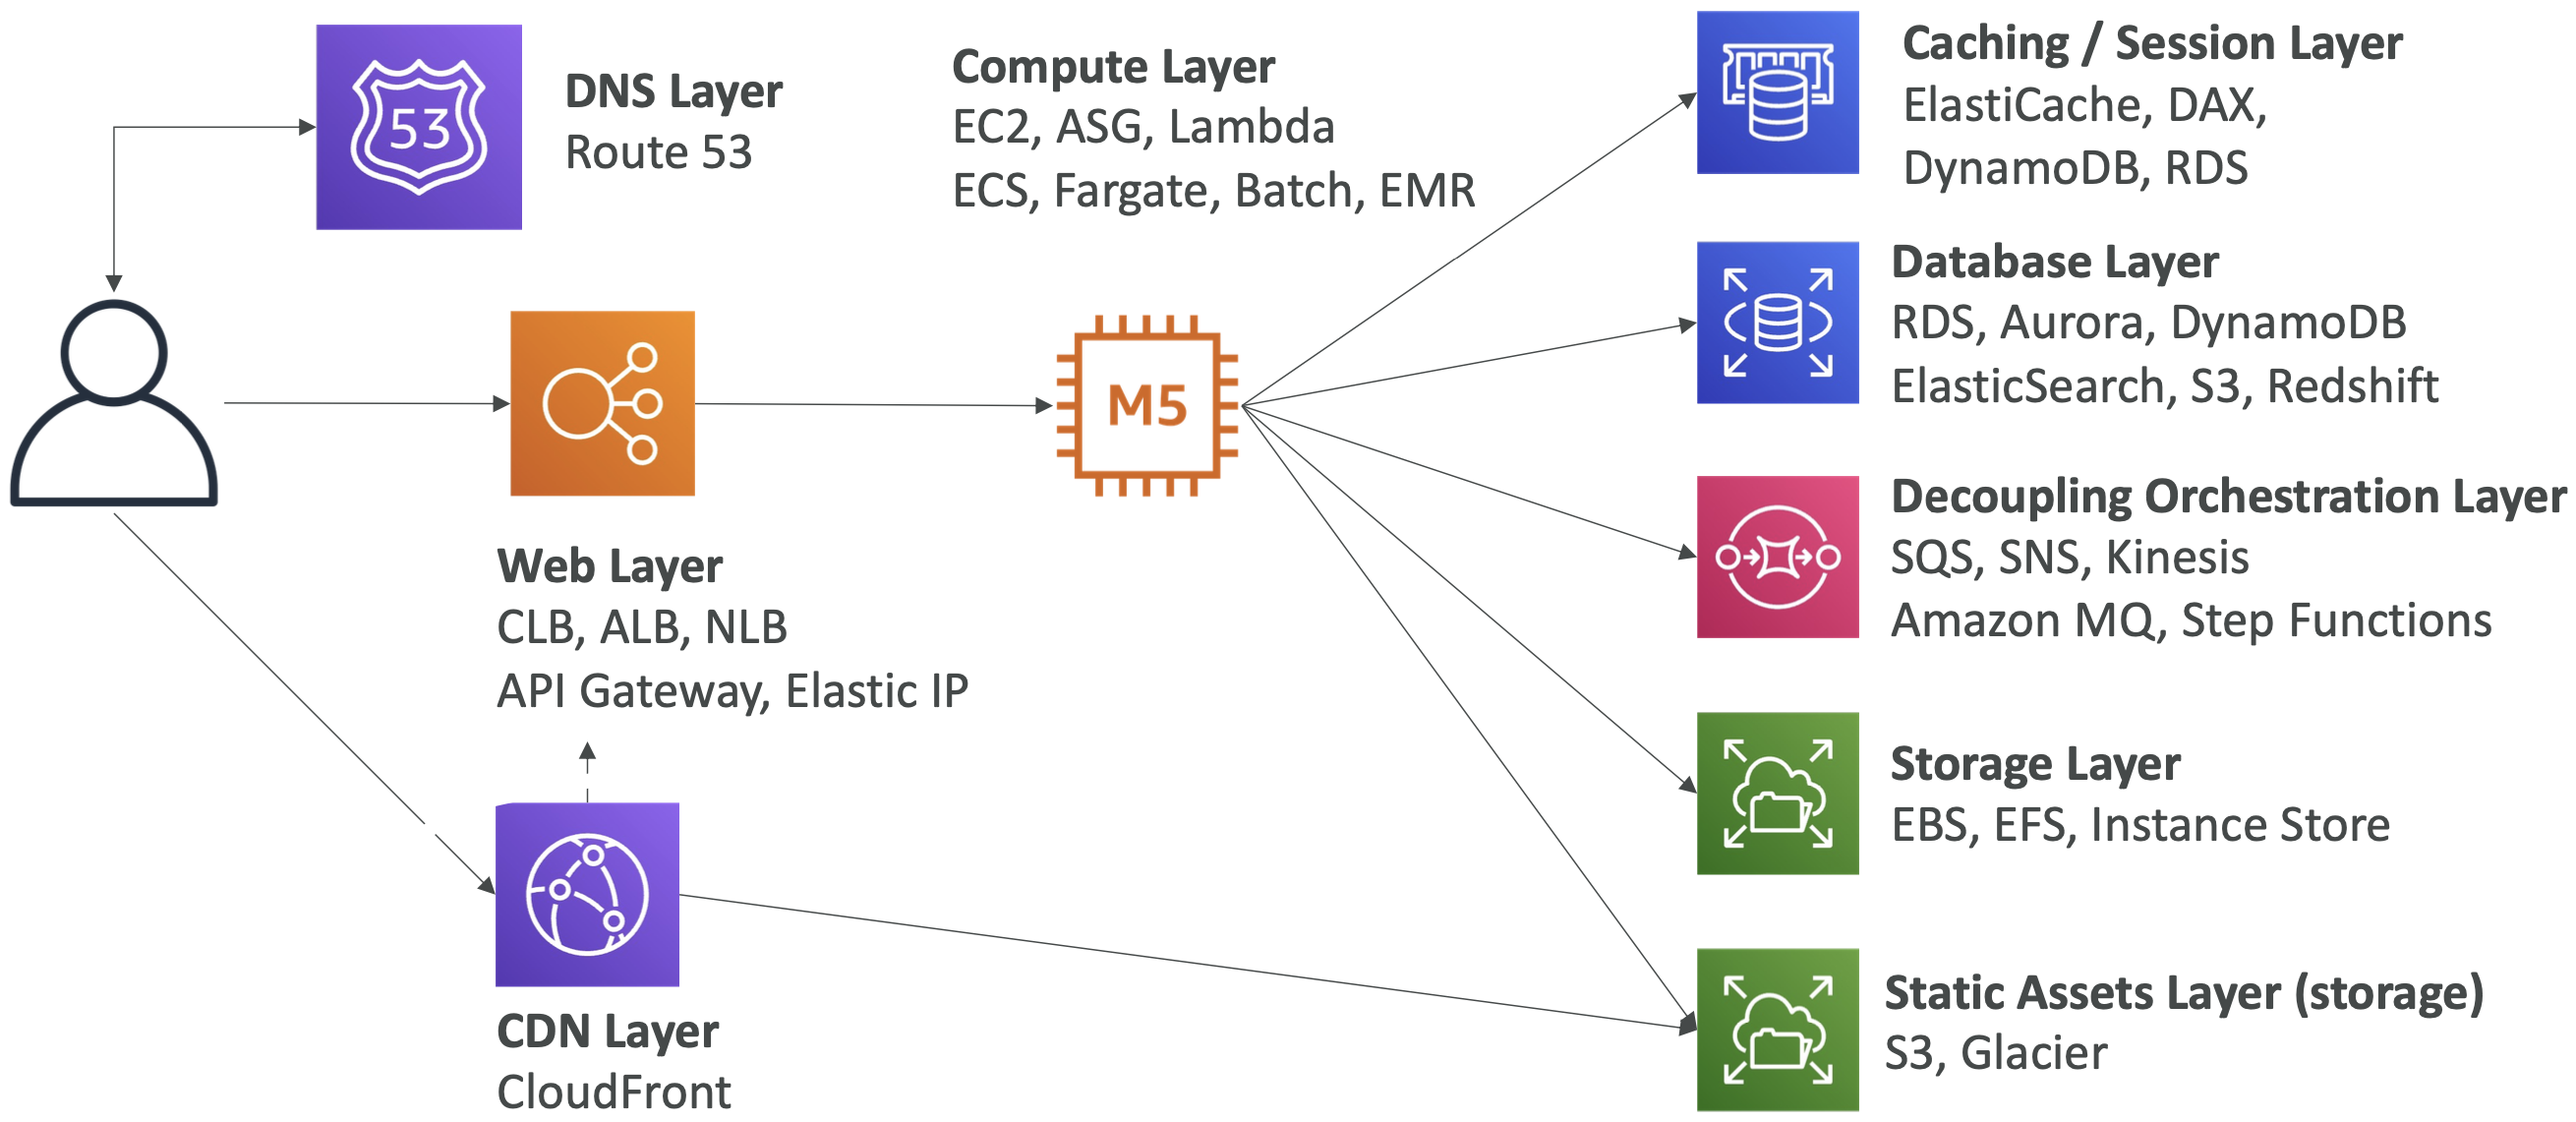 53
DNS Layer
Route 53
Compute Layer
EC2, ASG, Lambda
ECS, Fargate, Batch, EMR
M5
Web Layer
CLB, ALB, NLB
API Gateway, Elastic IP
CDN Layer
CloudFront
Caching / Session Layer
ElastiCache, DAX,
DynamoDB, RDS
Database Layer
RDS, Aurora, DynamoDB
ElasticSearch, S3, Redshift
Decoupling Orchestration Layer
SQS, SNS, Kinesis
Amazon MQ, Step Functions
Storage Layer
EBS, EFS, Instance Store
Static Assets Layer (storage)
S3, Glacier